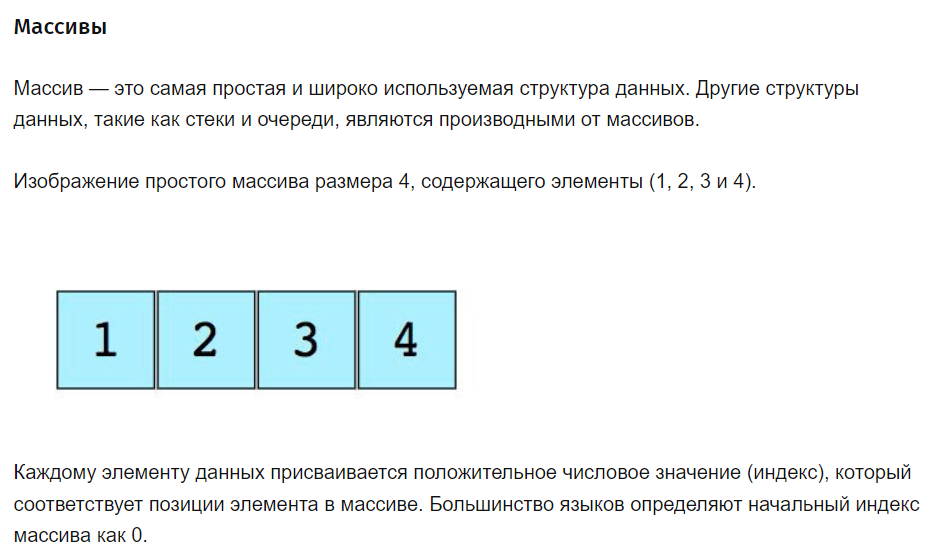 Массивы
Массив — это самая простая и широко используемая структура данных. Другие структуры
данных, такие как стеки и очереди, являются производными от массивов.
Изображение простого массива размера 4, содержащего элементы (1, 2, 3 и 4).
1 2 3 4
Каждому элементу данных присваивается положительное числовое значение (индекс), который
соответствует позиции элемента в массиве. Большинство языков определяют начальный индекс
массива как 0.